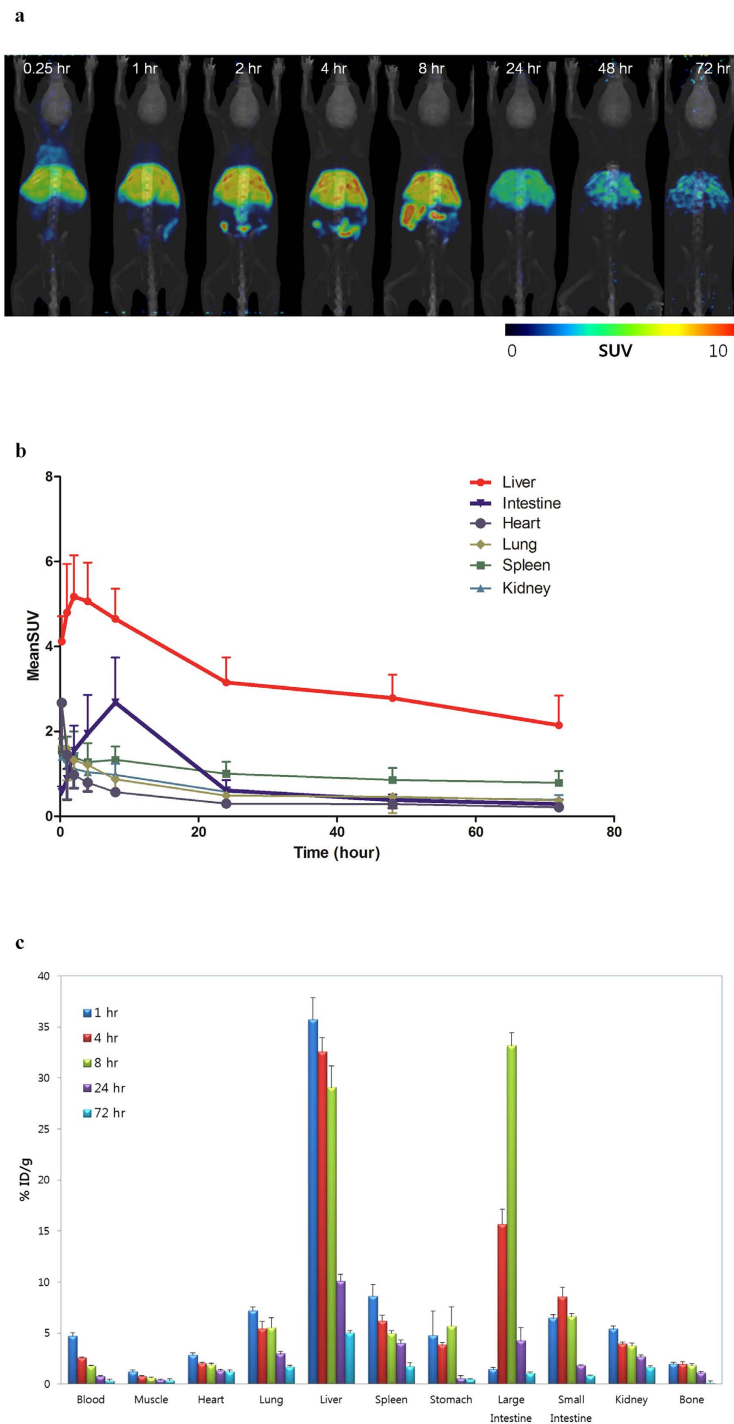 a
0.25 hr 1 hr 2 hr 4 hr 8 hr 24 hr 48 hr 72 hr
0 SUV 10
b
8
6
4
2
0
MeanSUV
Liver
Intestine
Heart
Lung
Spleen
Kidney
0 20 40 60 80
Time (hour)
c
40
35
30
25
20
15
10
5
0
% ID/g
1 hr
4 hr
8 hr
24 hr
72 hr
Blood Muscle Heart Lung Liver Spleen Stomach Large Small Kidney Bone
Intestine Intestine